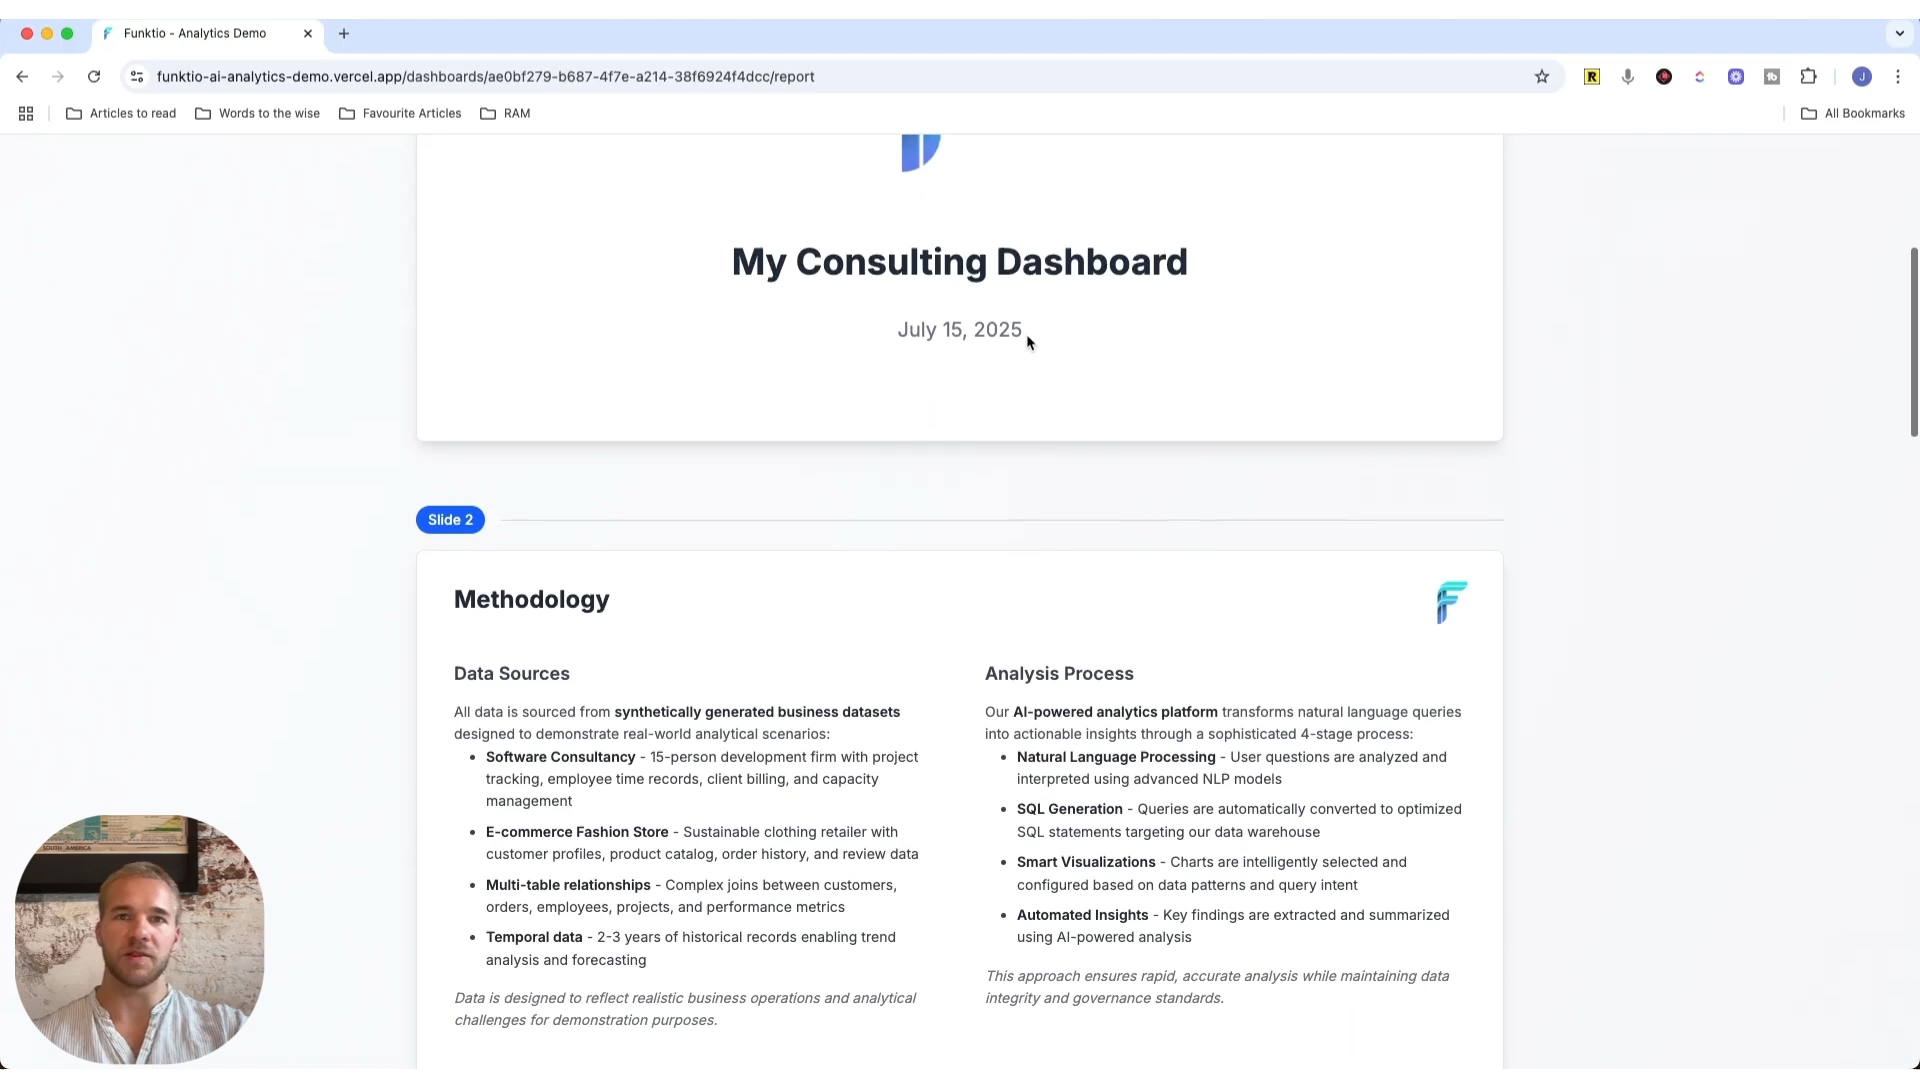 Funktio - Analytics Demo
funktio-ai-analytics-demo.vercel.app/dashboards/ae0bf279-b687-4f7e-a214-38f6924f4dcc/report
R
tb
J
Articles to read
Words to the wise
Favourite Articles
RAM
All Bookmarks
My Consulting Dashboard
July 15, 2025
Slide 2
Methodology
Data Sources
All data is sourced from synthetically generated business datasets
designed to demonstrate real-world analytical scenarios:
Software Consultancy - 15-person development firm with project
tracking, employee time records, client billing, and capacity
management
E-commerce Fashion Store - Sustainable clothing retailer with
customer profiles, product catalog, order history, and review data
Multi-table relationships - Complex joins between customers,
orders, employees, projects, and performance metrics
Temporal data - 2-3 years of historical records enabling trend
analysis and forecasting
Data is designed to reflect realistic business operations and analytical
challenges for demonstration purposes.
Analysis Process
Our AI-powered analytics platform transforms natural language queries
into actionable insights through a sophisticated 4-stage process:
Natural Language Processing - User questions are analyzed and
interpreted using advanced NLP models
SQL Generation - Queries are automatically converted to optimized
SQL statements targeting our data warehouse
Smart Visualizations - Charts are intelligently selected and
configured based on data patterns and query intent
Automated Insights - Key findings are extracted and summarized
using AI-powered analysis
This approach ensures rapid, accurate analysis while maintaining data
integrity and governance standards.
SOUTH AMERICA